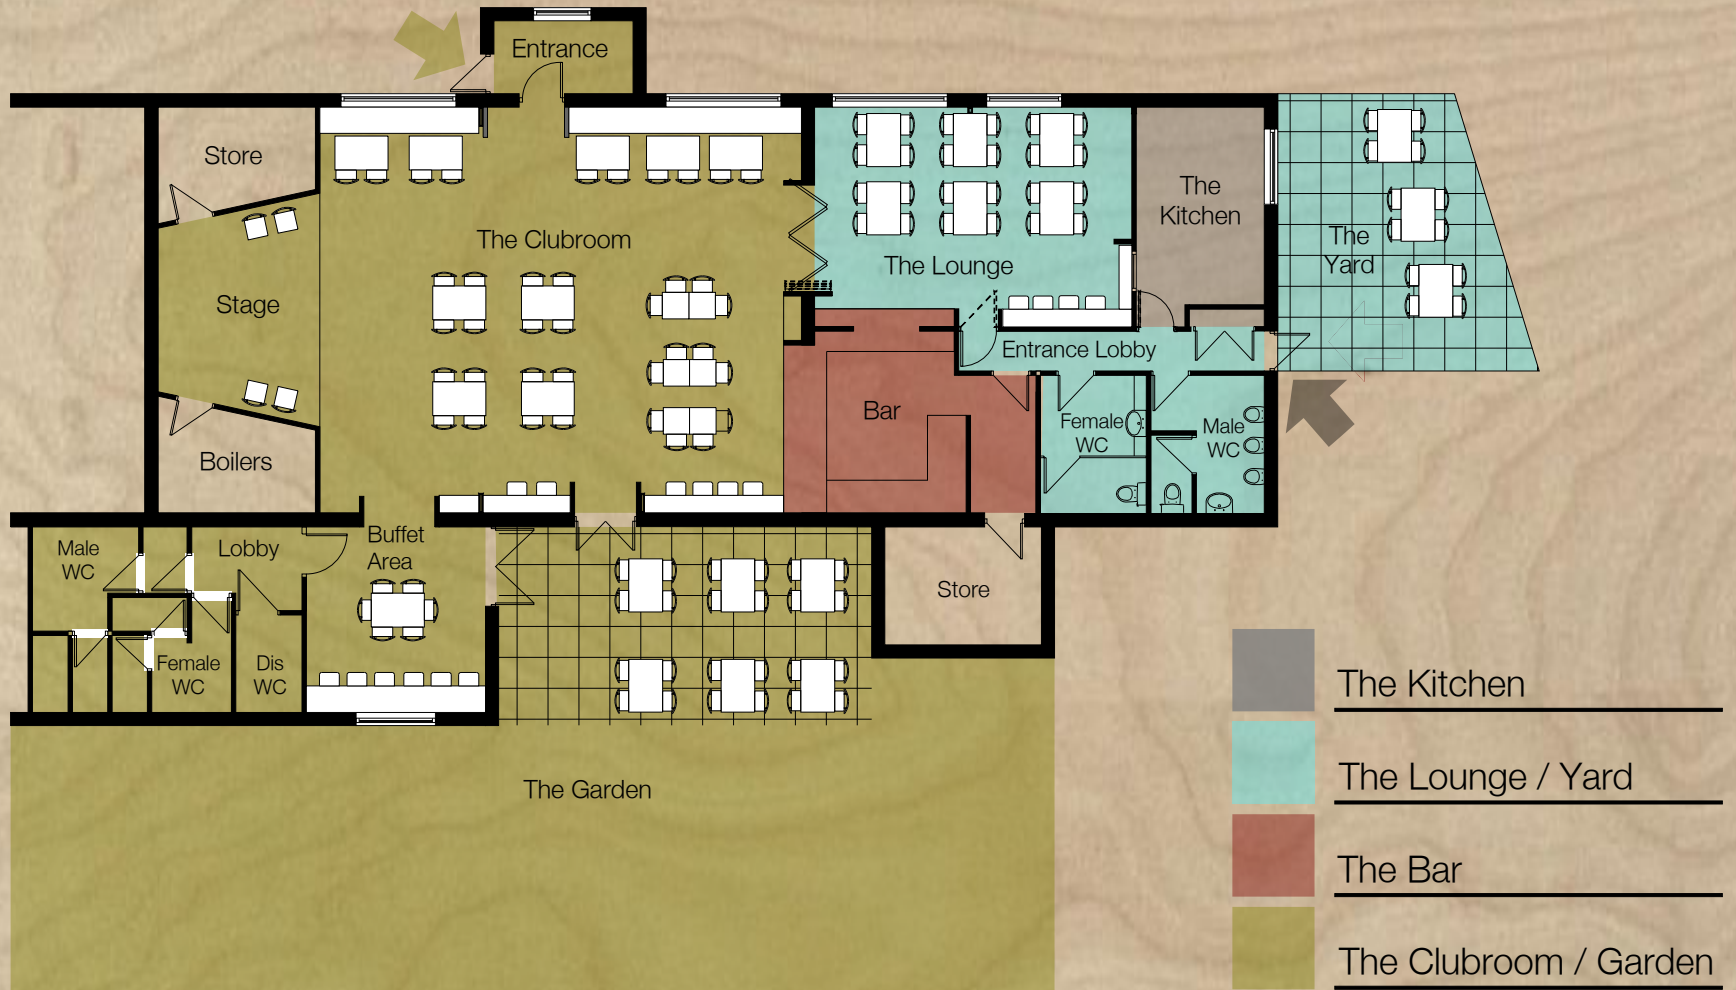 Entrance
Store
The
Kitchen
The Clubroom
The Lounge
The
Yard
Stage
Entrance Lobby
Bar
Female
WC
Male
WC
Boilers
Male
WC
Lobby
Buffet
Area
Store
Female
WC
Dis
WC
The Garden
The Kitchen
The Lounge / Yard
The Bar
The Clubroom / Garden